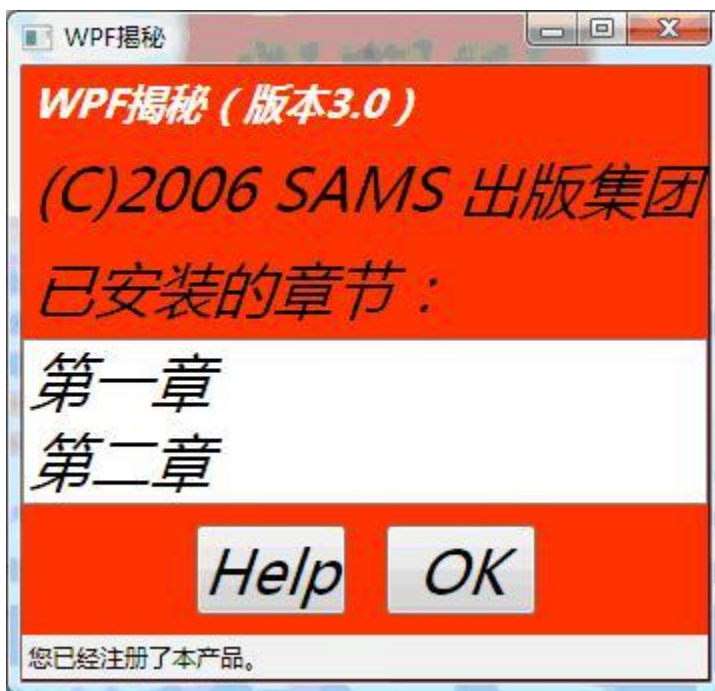 WPF揭秘
WPF揭秘（版本3.0）
(C)2006 SAMS 出版集团
已安装的章节：
第一章
第二章
Help OK
您已经注册了本产品。